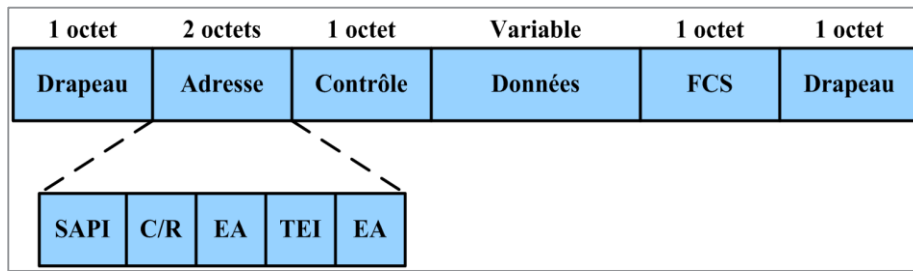 1 octet 2 octets 1 octet Variable 1 octet 1 octet
Drapeau Adresse Contrôle Données FCS Drapeau
SAPI C/R EA TEI EA